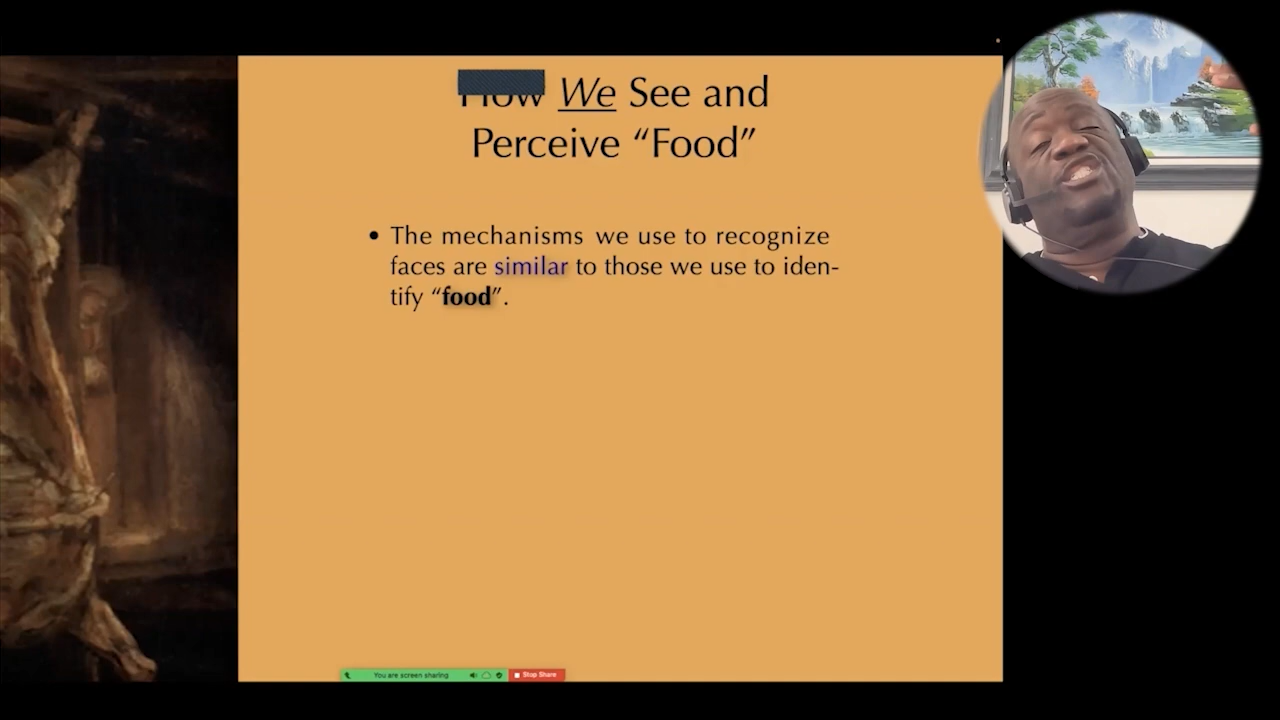 How We See and
Perceive “Food”
• The mechanisms we use to recognize
faces are similar to those we use to iden-
tify “food”.
You are screen sharing
Stop Share